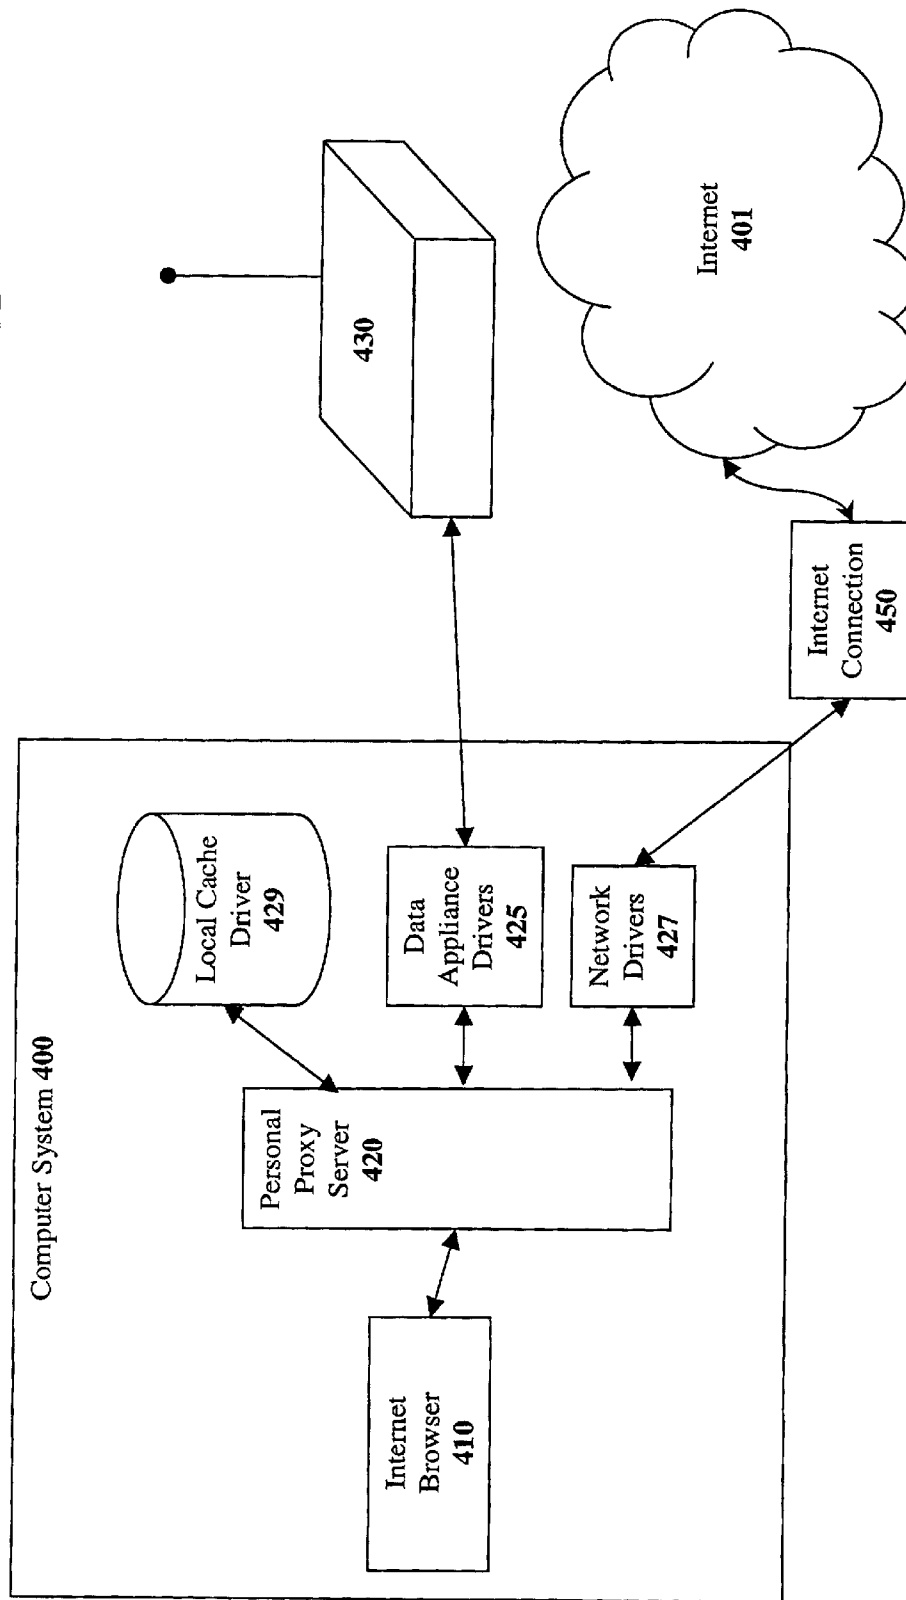 Computer System 400
Internet
Browser
410
Personal
Proxy
Server
420
Local Cache
Driver
429
Data
Appliance
Drivers
425
Network
Drivers
427
430
Internet
Connection
450
Internet
401